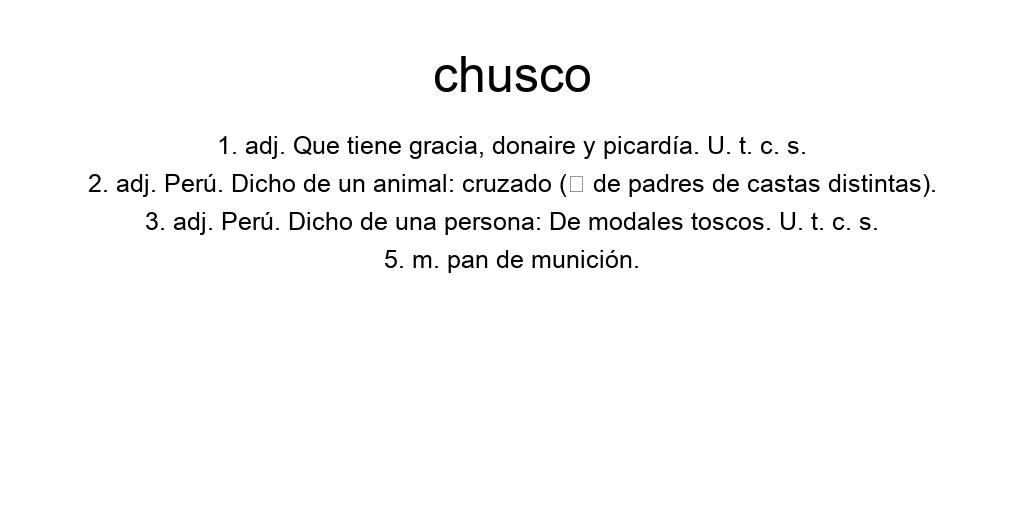 chusco
1. adj. Que tiene gracia, donaire y picardía. U. t. c. s.
2. adj. Perú. Dicho de un animal: cruzado (□ de padres de castas distintas).
3. adj. Perú. Dicho de una persona: De modales toscos. U. t. c. s.
5. m. pan de munición.